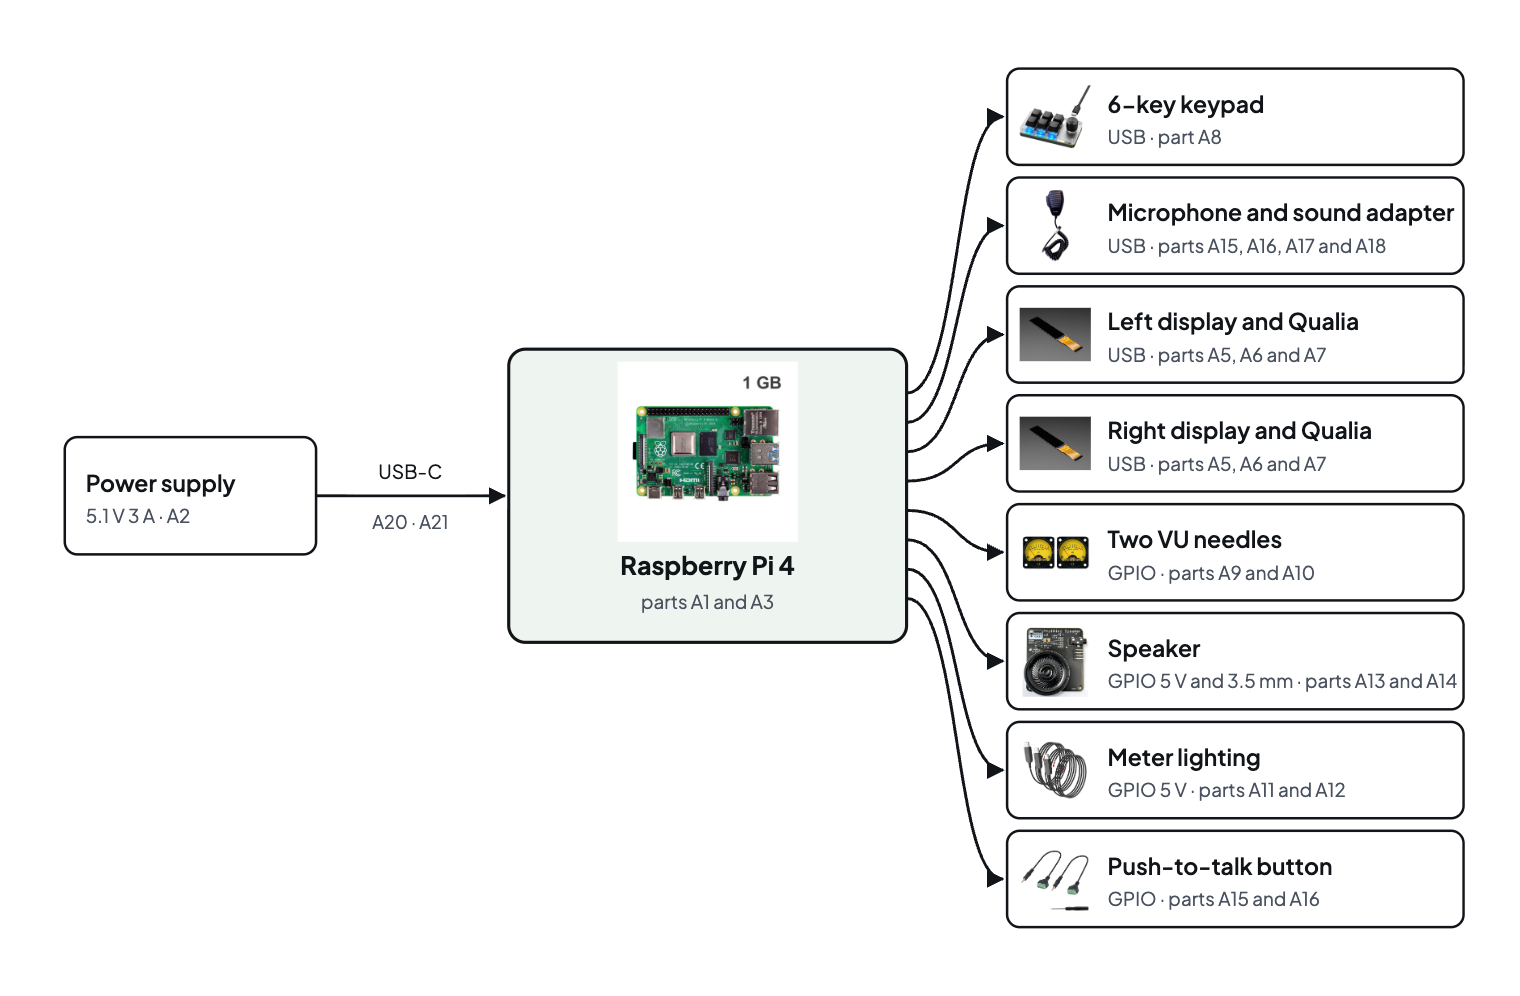 6-key keypad
USB · part A8
Microphone and sound adapter
USB · parts A15, A16, A17 and A18
Left display and Qualia
USB · parts A5, A6 and A7
1 GB
HDMI
Right display and Qualia
USB · parts A5, A6 and A7
Power supply
5.1 V 3 A · A2
USB-C
A20 · A21
Raspberry Pi 4
parts A1 and A3
Two VU needles
GPIO · parts A9 and A10
Speaker
GPIO 5 V and 3.5 mm · parts A13 and A14
Meter lighting
GPIO 5 V · parts A11 and A12
Push-to-talk button
GPIO · parts A15 and A16